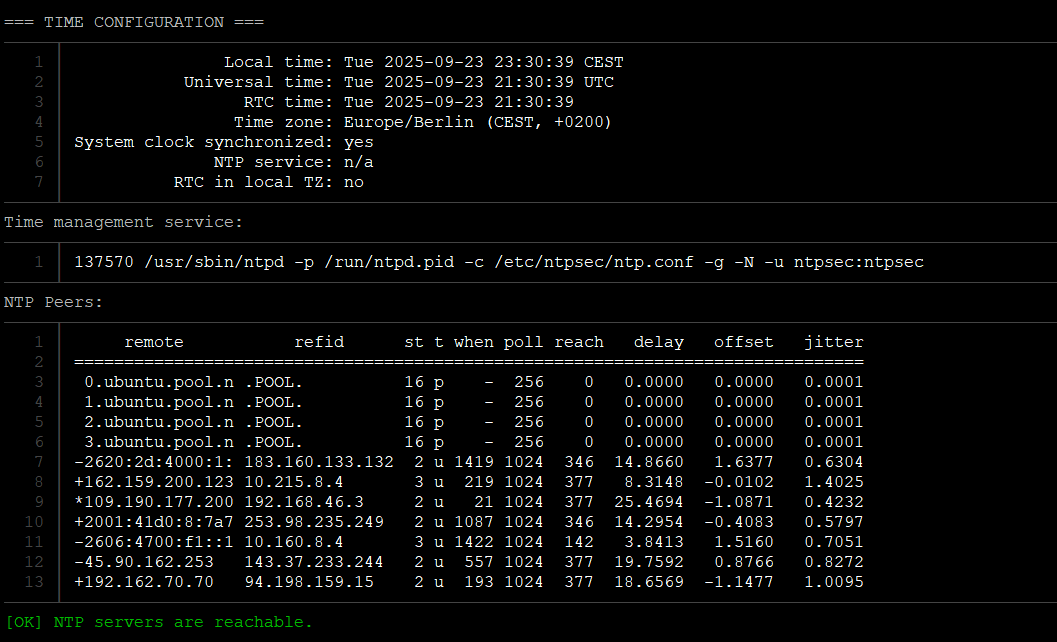 === TIME CONFIGURATION ===
1 Local time: Tue 2025-09-23 23:30:39 CEST
2 Universal time: Tue 2025-09-23 21:30:39 UTC
3 RTC time: Tue 2025-09-23 21:30:39
4 Time zone: Europe/Berlin (CEST, +0200)
5 System clock synchronized: yes
6 NTP service: n/a
7 RTC in local TZ: no
Time management service:
1 137570 /usr/sbin/ntpd -p /run/ntpd.pid -c /etc/ntpsec/ntp.conf -g -N -u ntpsec:ntpsec
NTP Peers:
1 remote refid st t when poll reach delay offset jitter
2 ===============================================================================
3 0.ubuntu.pool.n .POOL. 16 p - 256 0 0.0000 0.0000 0.0001
4 1.ubuntu.pool.n .POOL. 16 p - 256 0 0.0000 0.0000 0.0001
5 2.ubuntu.pool.n .POOL. 16 p - 256 0 0.0000 0.0000 0.0001
6 3.ubuntu.pool.n .POOL. 16 p - 256 0 0.0000 0.0000 0.0001
7 -2620:2d:4000:1: 183.160.133.132 2 u 1419 1024 346 14.8660 1.6377 0.6304
8 +162.159.200.123 10.215.8.4 3 u 219 1024 377 8.3148 -0.0102 1.4025
9 *109.190.177.200 192.168.46.3 2 u 21 1024 377 25.4694 -1.0871 0.4232
10 +2001:41d0:8:7a7 253.98.235.249 2 u 1087 1024 346 14.2954 -0.4083 0.5797
11 -2606:4700:f1::1 10.160.8.4 3 u 1422 1024 142 3.8413 1.5160 0.7051
12 -45.90.162.253 143.37.233.244 2 u 557 1024 377 19.7592 0.8766 0.8272
13 +192.162.70.70 94.198.159.15 2 u 193 1024 377 18.6569 -1.1477 1.0095
[OK] NTP servers are reachable.